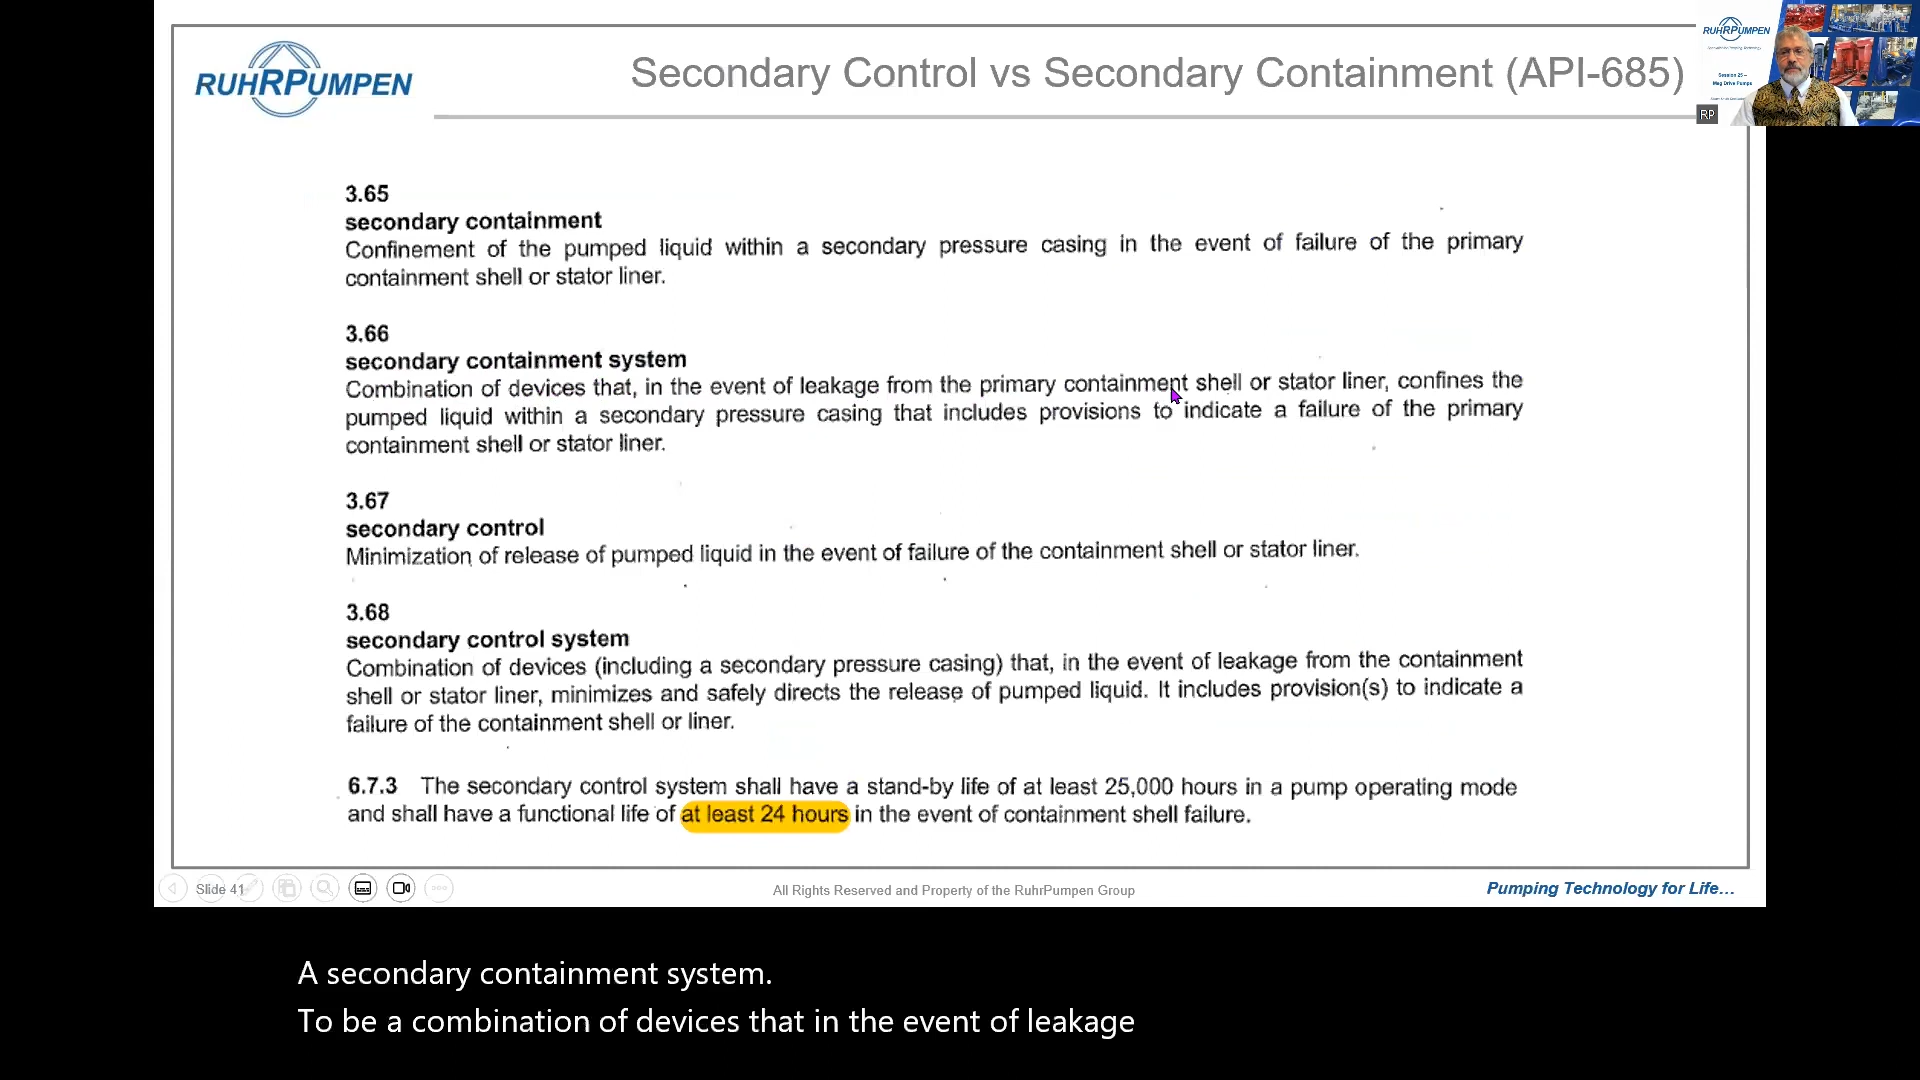 RUHRPUMPEN
Secondary Control vs Secondary Containment (API-685)
RUHRPUMPEN
Session 25 –
Mag Drive Pumps
RP
3.65
secondary containment
Confinement of the pumped liquid within a secondary pressure casing in the event of failure of the primary
containment shell or stator liner.
3.66
secondary containment system
Combination of devices that, in the event of leakage from the primary containment shell or stator liner, confines the
pumped liquid within a secondary pressure casing that includes provisions to indicate a failure of the primary
containment shell or stator liner.
3.67
secondary control
Minimization of release of pumped liquid in the event of failure of the containment shell or stator liner.
3.68
secondary control system
Combination of devices (including a secondary pressure casing) that, in the event of leakage from the containment
shell or stator liner, minimizes and safely directs the release of pumped liquid. It includes provision(s) to indicate a
failure of the containment shell or liner.
6.7.3 The secondary control system shall have a stand-by life of at least 25,000 hours in a pump operating mode
and shall have a functional life of at least 24 hours in the event of containment shell failure.
Slide 41
All Rights Reserved and Property of the RuhrPumpen Group
Pumping Technology for Life…
A secondary containment system.
To be a combination of devices that in the event of leakage